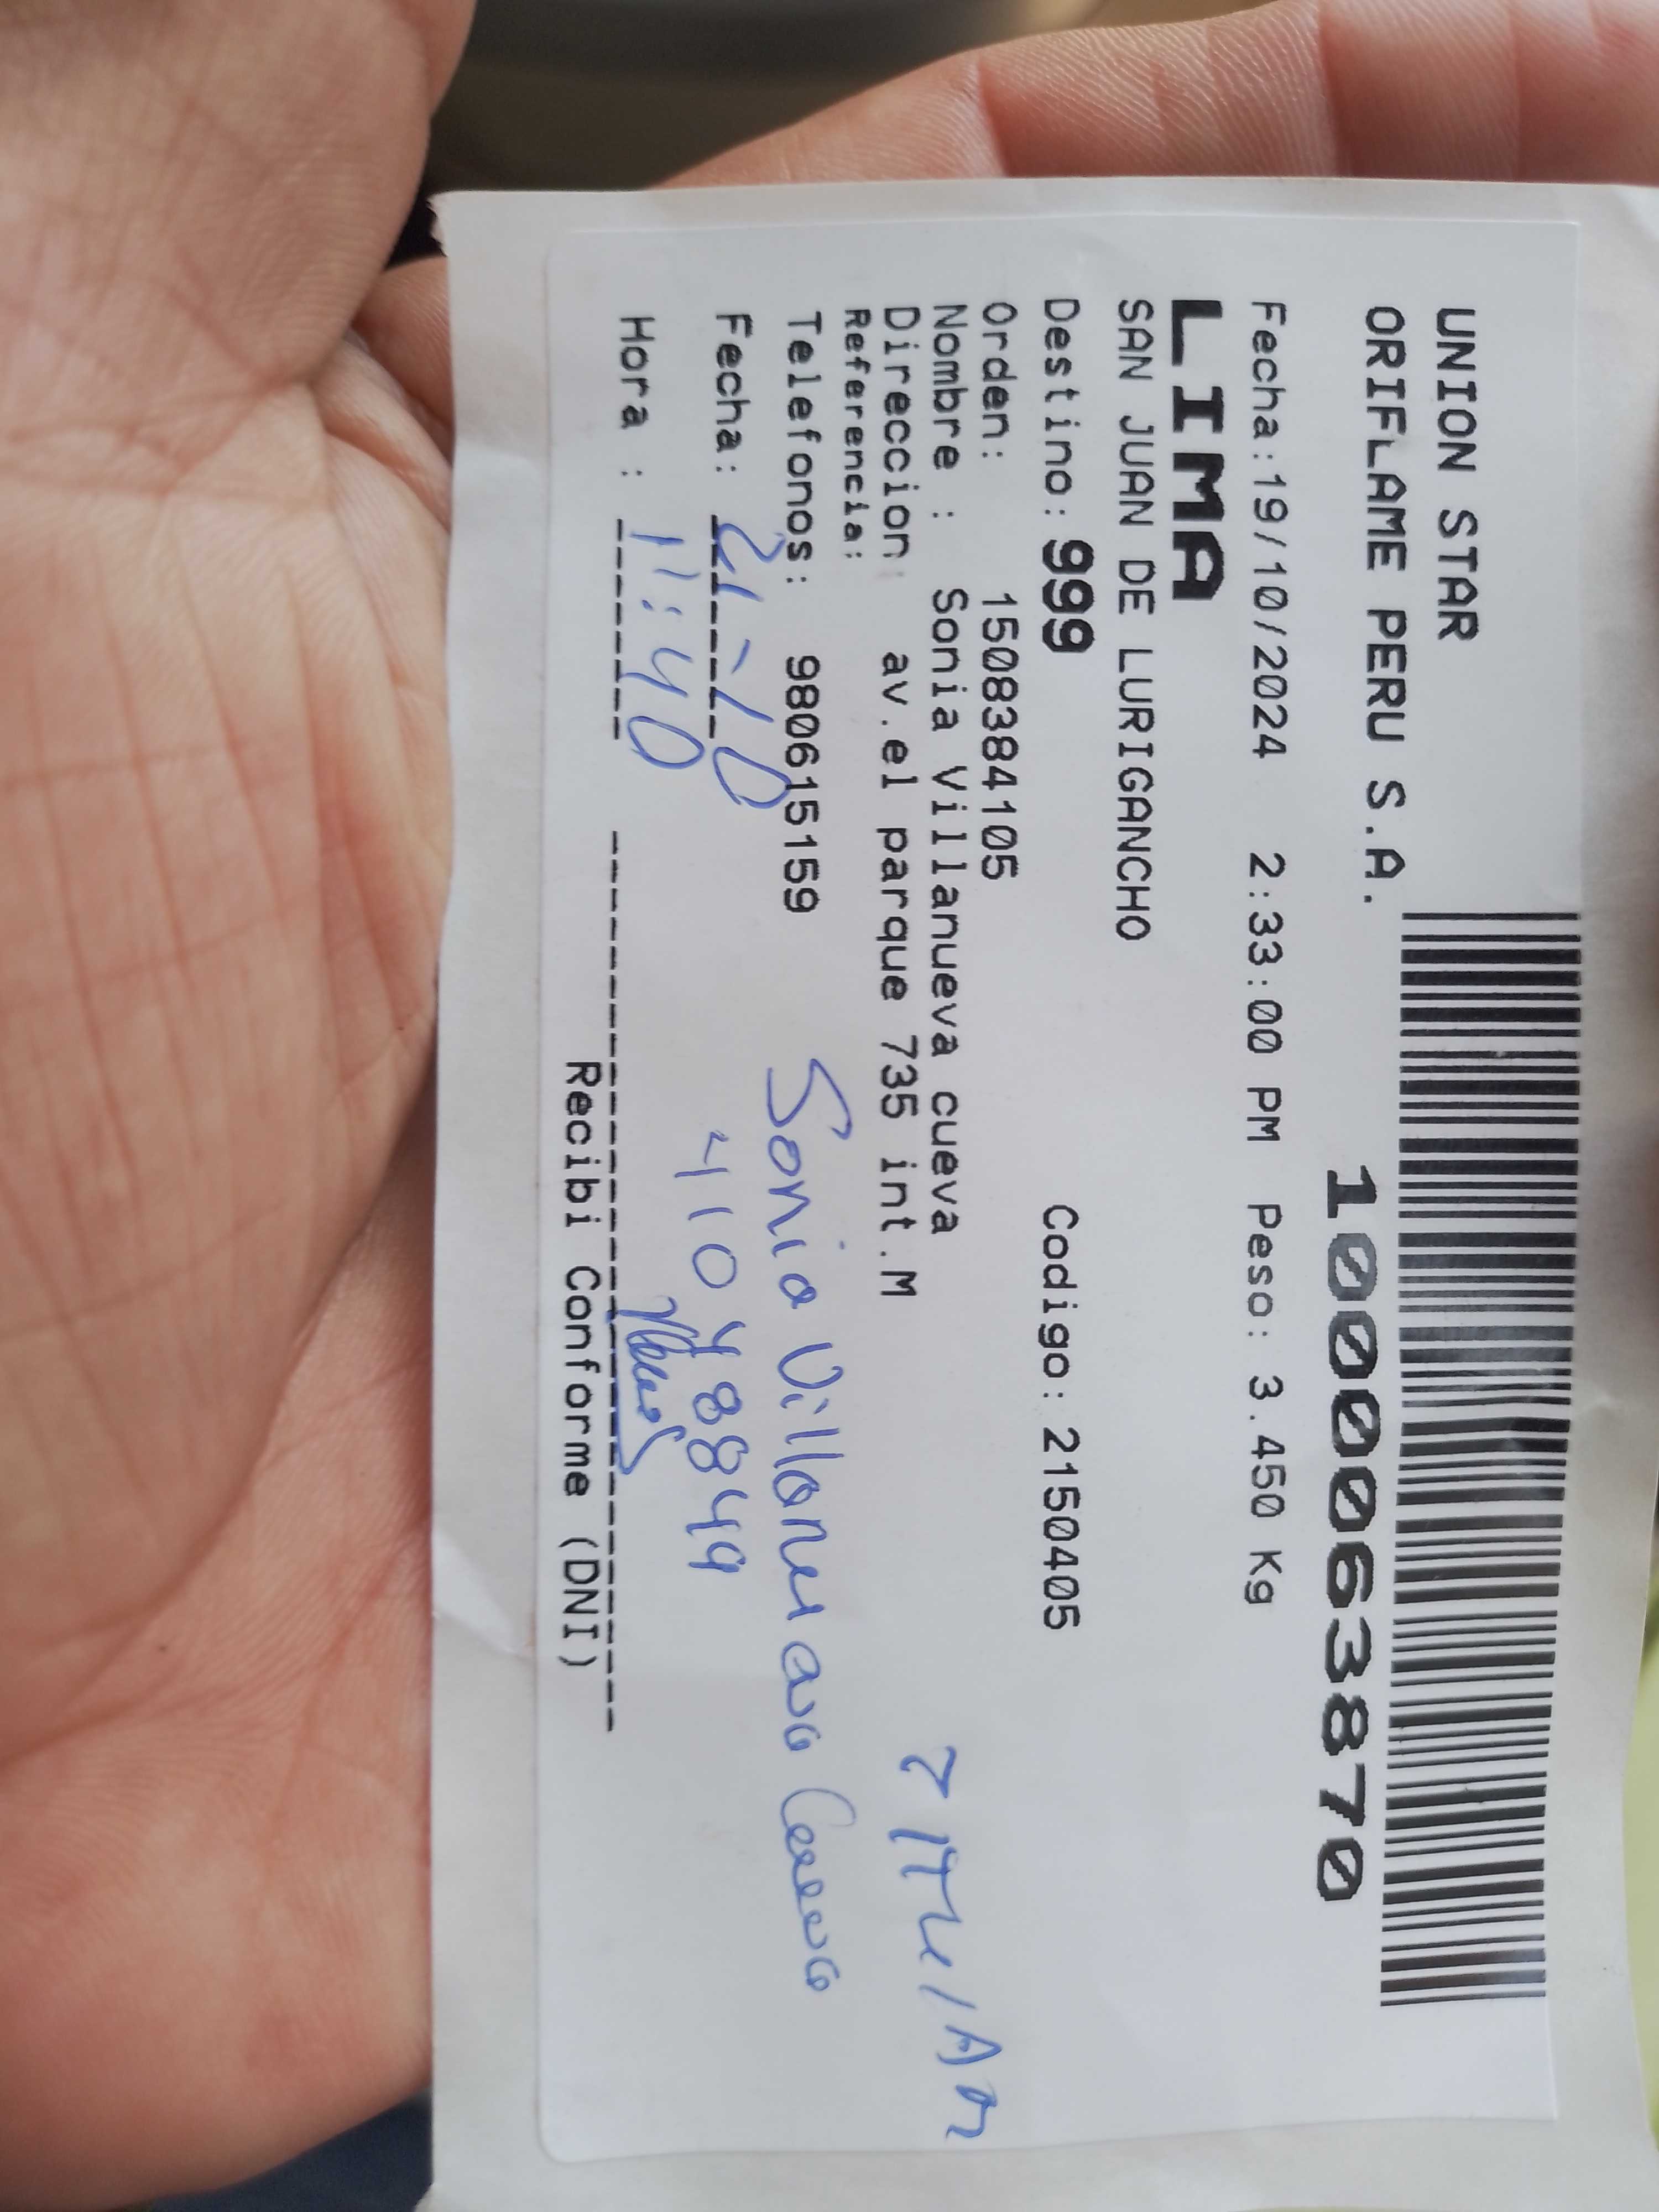 UNION STAR
ORIFLAME PERU S.A.
1000063870
Fecha:19/10/2024 2:33:00 PM Peso: 3.450 Kg
LIMA
SAN JUAN DE LURIGANCHO
Destino: 999 Codigo: 2150405
Orden: 1508384105
Nombre : Sonia Villanueva cueva
Direccion: av.el parque 735 int.M
Referencia:
TITULAR
Telefonos: 980615159
Sonia Villanueva Cueva
Fecha: 21-10
41048849
Hora : 11:40
Recibi Conforme (DNI)